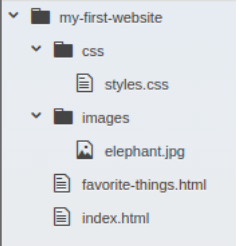 my-first-website
css
styles.css
images
elephant.jpg
favorite-things.html
index.html